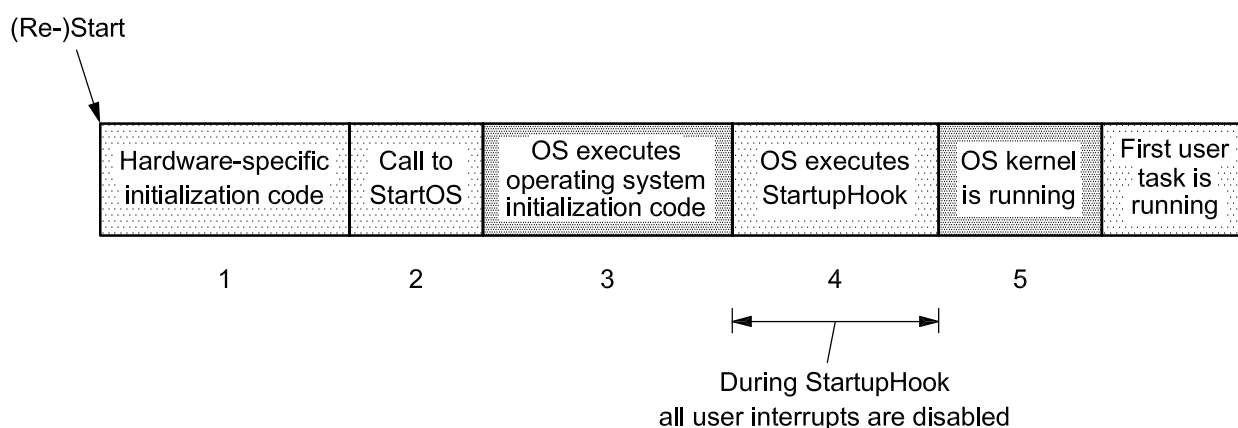 (Re-)Start
Hardware-specific
initialization code
Call to
StartOS
OS executes
operating system
initialization code
OS executes
StartupHook
OS kernel
is running
First user
task is
running
1
2
3
4
5
During StartupHook
all user interrupts are disabled